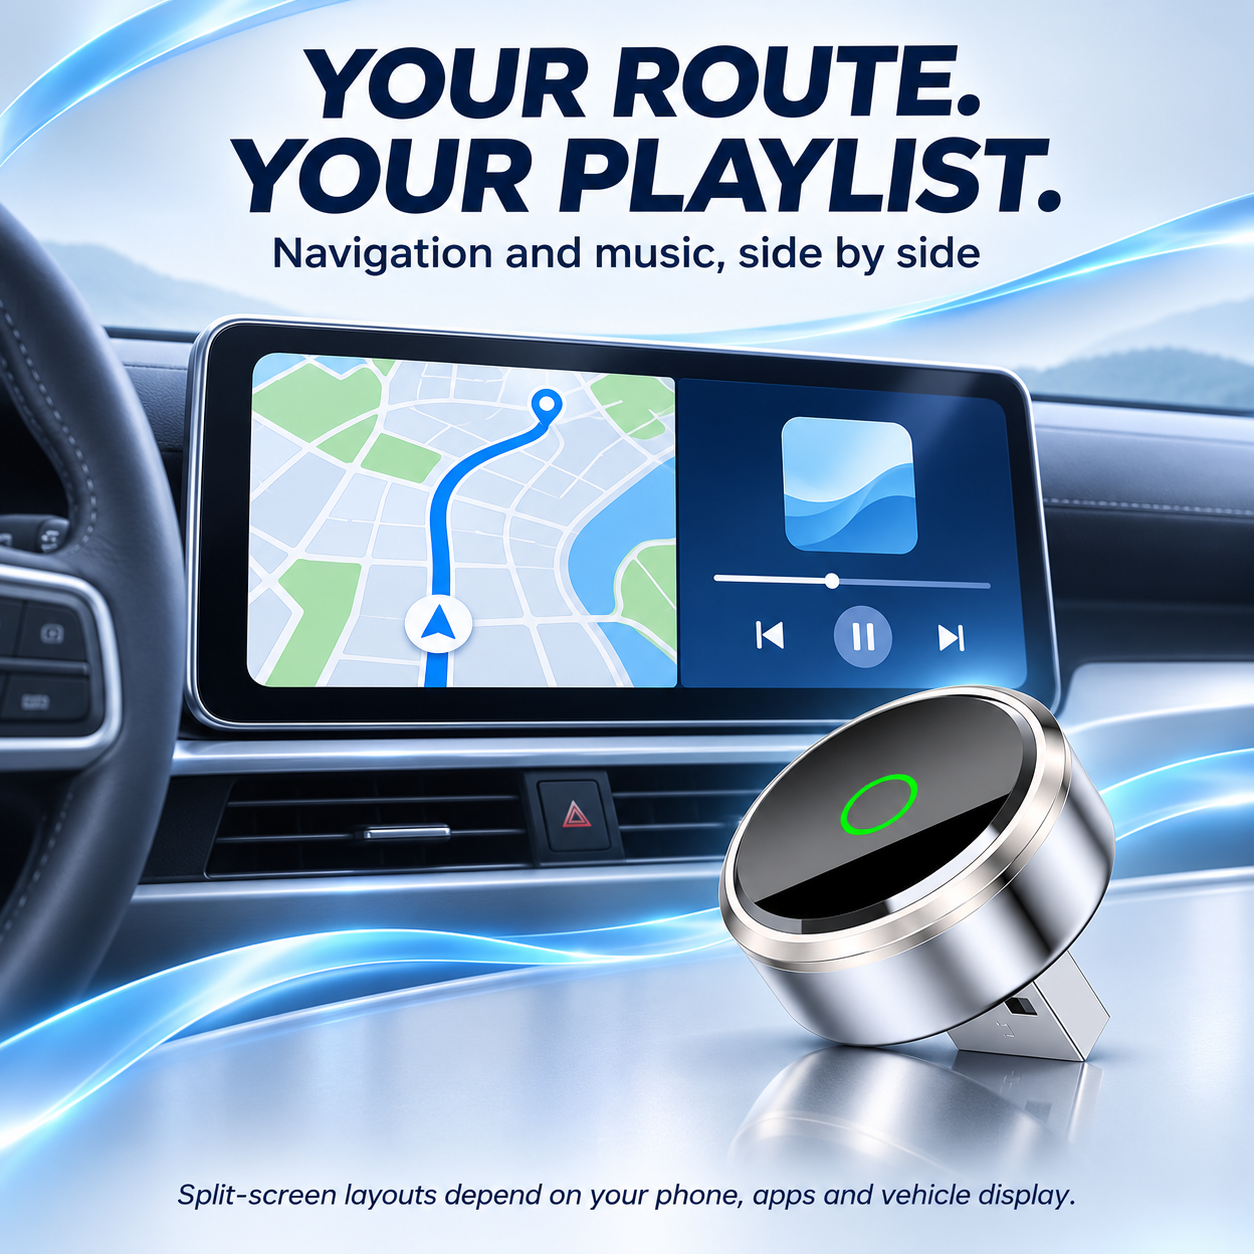 YOUR ROUTE.
YOUR PLAYLIST.
Navigation and music, side by side
Split-screen layouts depend on your phone, apps and vehicle display.